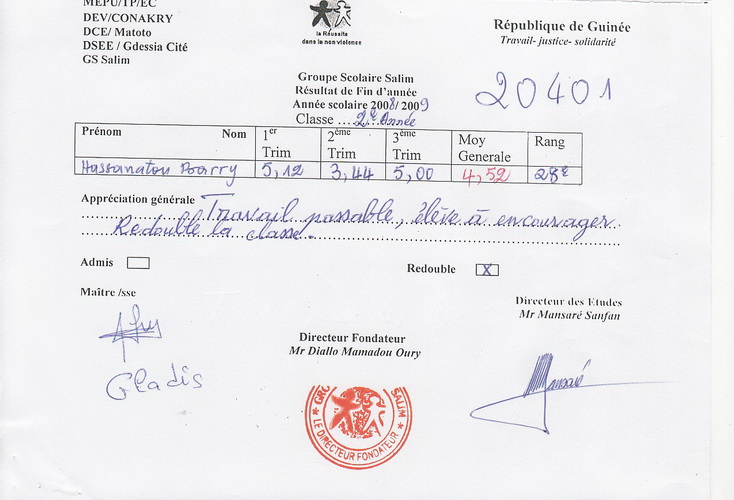 MEPU/TP/EC
DEV/CONAKRY
DCE/ Matoto
DSEE / Gdessia Cité
GS Salim
la Réussite
dans la non violence
République de Guinée
Travail- justice- solidarité
20401
Groupe Scolaire Salim
Résultat de Fin d'année
Année scolaire 2008/ 2009
Classe ....2e Année
Prénom Nom 1er Trim 2ème Trim 3ème Trim Moy Generale Rang
Hassanatou Barry 5,12 3,44 5,00 4,52 28e
Appréciation générale Travail passable, élève à encourager.
Redouble la classe.
Admis
Redouble X
Maître /sse
Directeur des Etudes
Mr Mansaré Sanfan
Directeur Fondateur
Mr Diallo Mamadou Oury
Gladis
Mansaré
SALIM
LE DIRECTEUR FONDATEUR